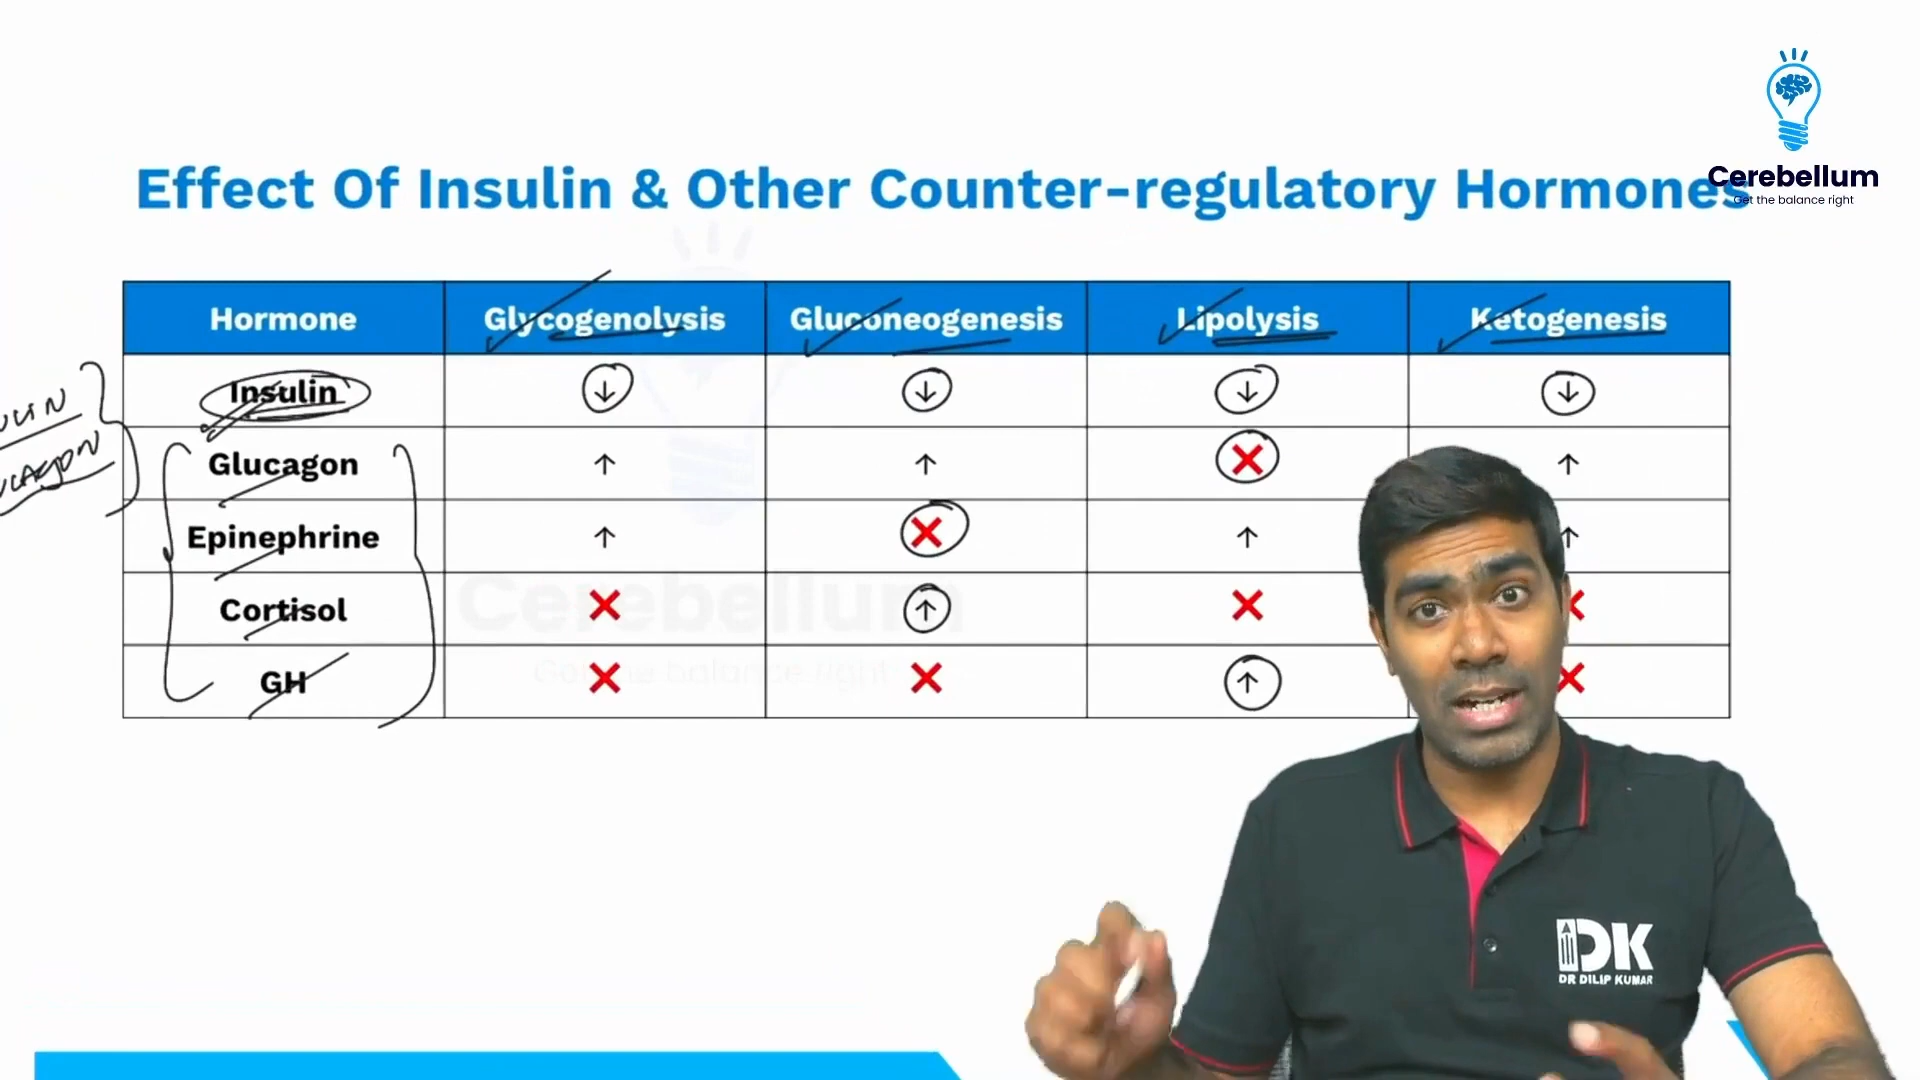 Cerebellum
Get the balance right
Effect Of Insulin & Other Counter-regulatory Hormones
Hormone Glycogenolysis Gluconeogenesis Lipolysis Ketogenesis
Insulin ↓ ↓ ↓ ↓
Glucagon ↑ ↑ ❌ ↑
Epinephrine ↑ ❌ ↑ ↑
Cortisol ❌ ↑ ❌ ❌
GH ❌ ❌ ↑ ❌
Cerebellum
DK
DR DILIP KUMAR